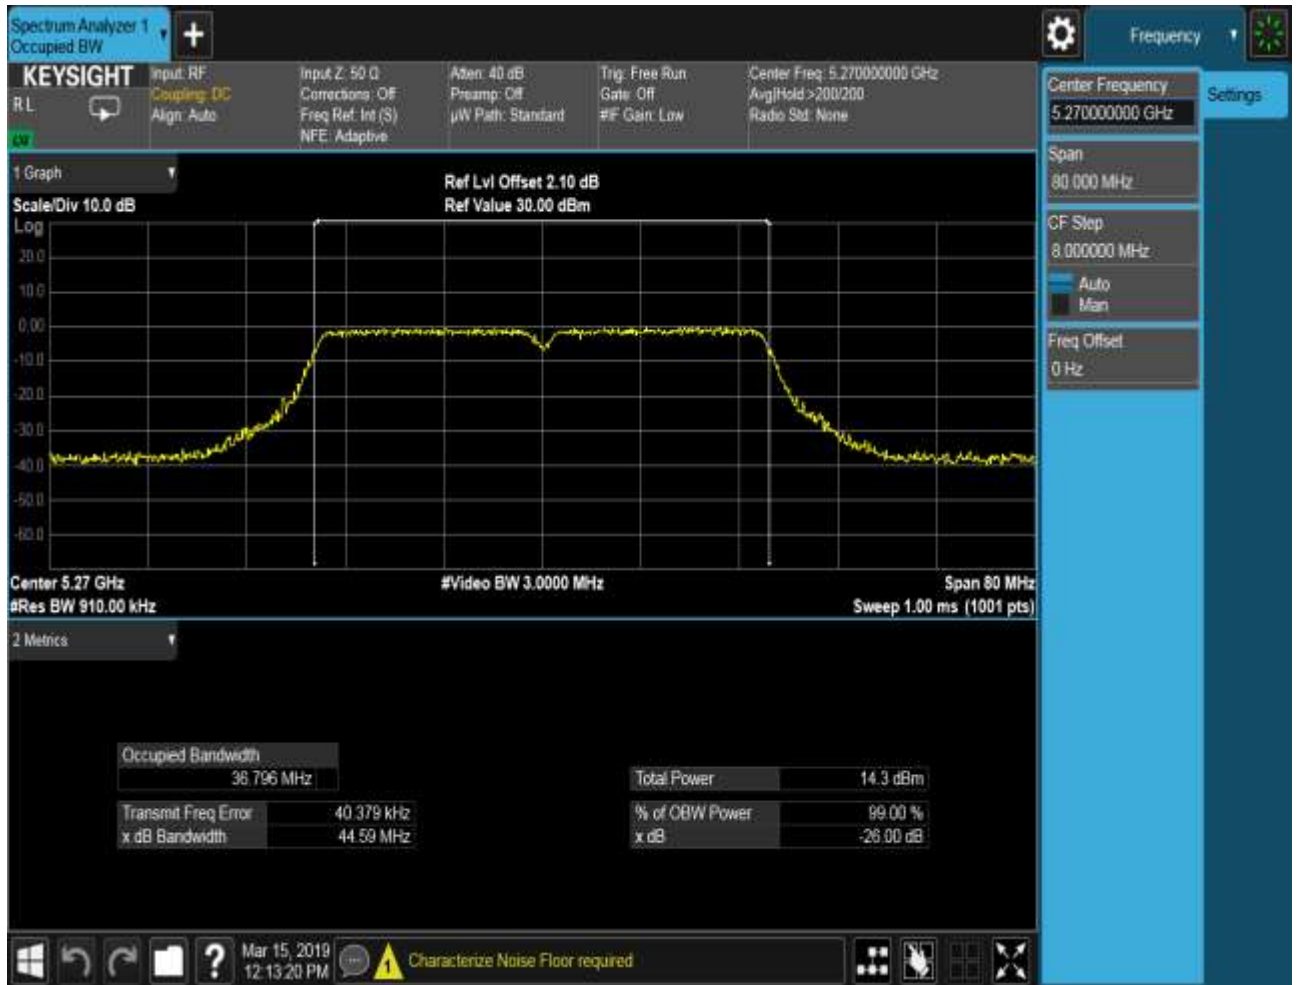 Spectrum Analyzer 1
Occupied BW
Frequency
KEYSIGHT
RL
LW
Input: RF
Coupling: DC
Align: Auto
Input Z: 50 Ω
Corrections: Off
Freq Ref: Int (S)
NFE: Adaptive
Atten: 40 dB
Preamp: Off
µW Path: Standard
Trig: Free Run
Gate: Off
#IF Gain: Low
Center Freq: 5.270000000 GHz
Avg|Hold:>200/200
Radio Std: None
Center Frequency
5.270000000 GHz
Settings
Span
80.000 MHz
CF Step
8.000000 MHz
Auto
Man
Freq Offset
0 Hz
1 Graph
Scale/Div 10.0 dB
Ref Lvl Offset 2.10 dB
Ref Value 30.00 dBm
Log
20.0
10.0
0.00
-10.0
-20.0
-30.0
-40.0
-50.0
-60.0
Center 5.27 GHz
#Video BW 3.0000 MHz
Span 80 MHz
#Res BW 910.00 kHz
Sweep 1.00 ms (1001 pts)
2 Metrics
Occupied Bandwidth
36.796 MHz
Total Power 14.3 dBm
Transmit Freq Error 40.379 kHz
% of OBW Power 99.00 %
x dB Bandwidth 44.59 MHz
x dB -26.00 dB
Mar 15, 2019
12:13:20 PM
?
1
Characterize Noise Floor required